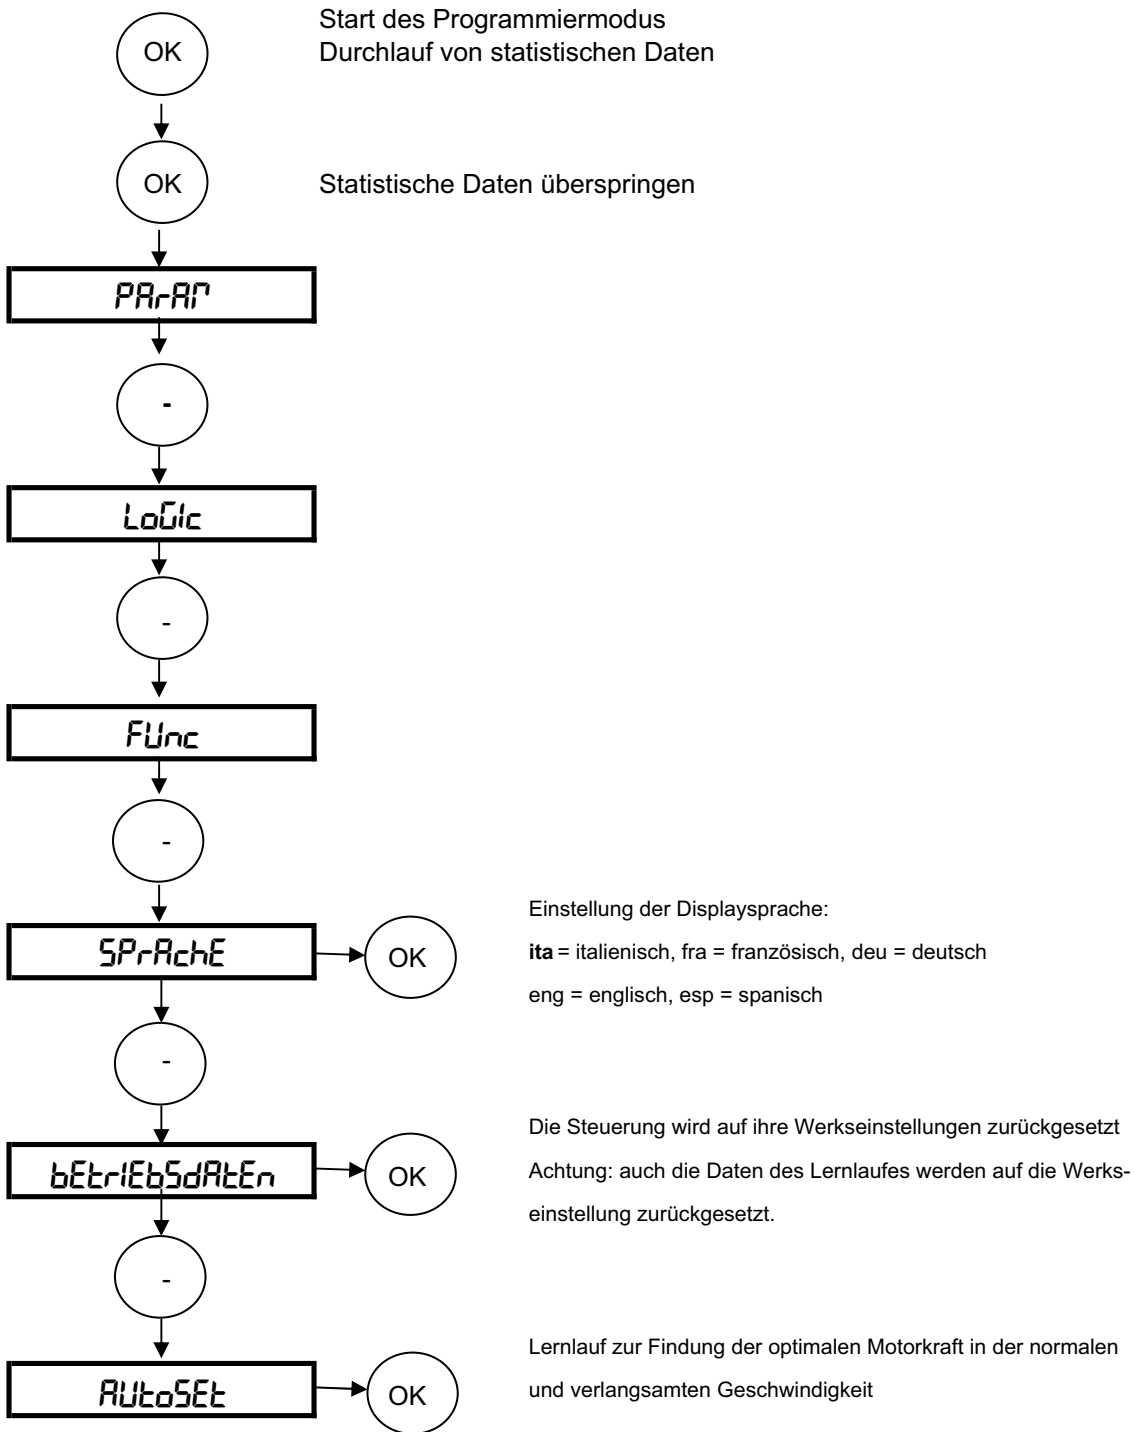 OK
Start des Programmiermodus
Durchlauf von statistischen Daten
OK
Statistische Daten überspringen
PArAM
-
LoGIc
-
FUnc
-
SPrAchE
OK
Einstellung der Displaysprache:
ita = italienisch, fra = französisch, deu = deutsch
eng = englisch, esp = spanisch
-
bEtrIEbSdAtEn
OK
Die Steuerung wird auf ihre Werkseinstellungen zurückgesetzt
Achtung: auch die Daten des Lernlaufes werden auf die Werks-
einstellung zurückgesetzt.
-
AUtoSEt
OK
Lernlauf zur Findung der optimalen Motorkraft in der normalen
und verlangsamten Geschwindigkeit